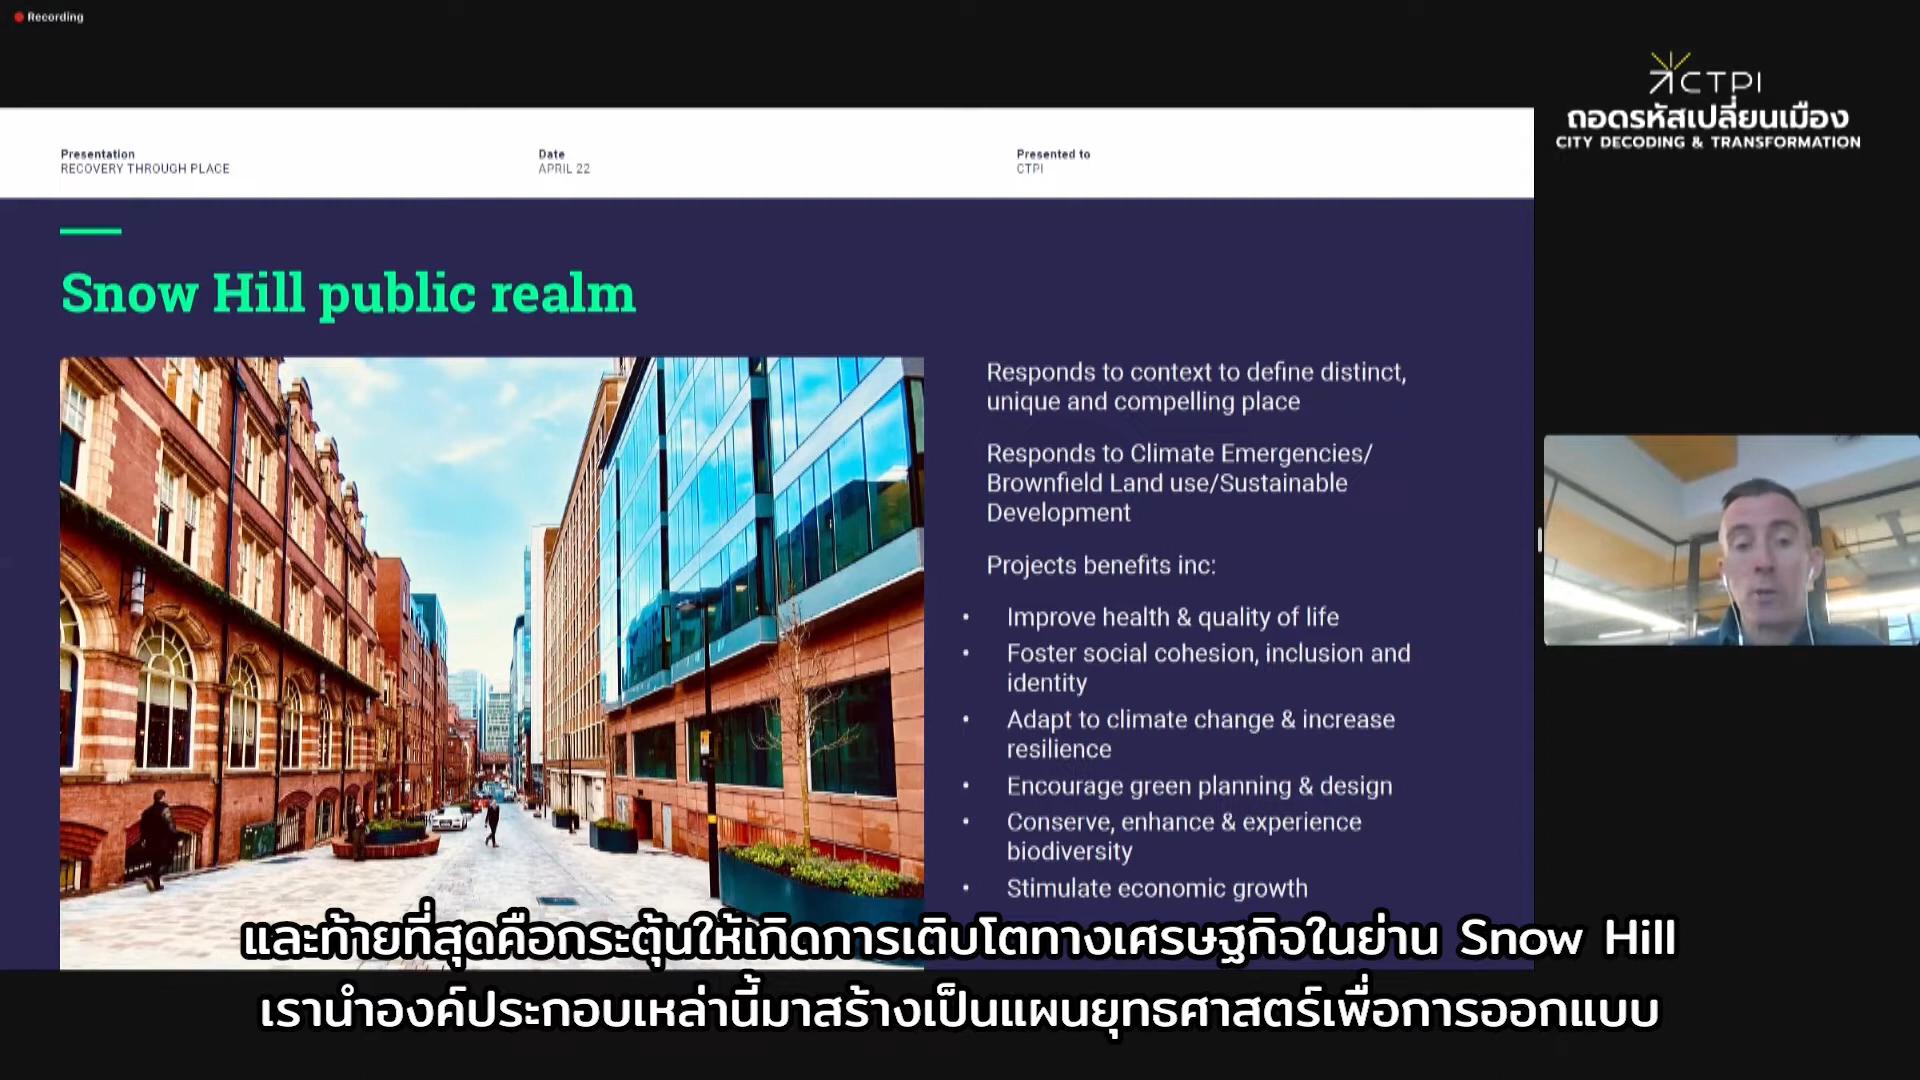 Recording
CTPI
ถอดรหัสเปลี่ยนเมือง
CITY DECODING & TRANSFORMATION
Presentation
RECOVERY THROUGH PLACE
Date
APRIL 22
Presented to
CTPI
Snow Hill public realm
Responds to context to define distinct,
unique and compelling place
Responds to Climate Emergencies/
Brownfield Land use/Sustainable
Development
Projects benefits inc:
• Improve health & quality of life
• Foster social cohesion, inclusion and
identity
• Adapt to climate change & increase
resilience
• Encourage green planning & design
• Conserve, enhance & experience
biodiversity
• Stimulate economic growth
และท้ายที่สุดคือกระตุ้นให้เกิดการเติบโตทางเศรษฐกิจในย่าน Snow Hill
เรานำองค์ประกอบเหล่านี้มาสร้างเป็นแผนยุทธศาสตร์เพื่อการออกแบบ